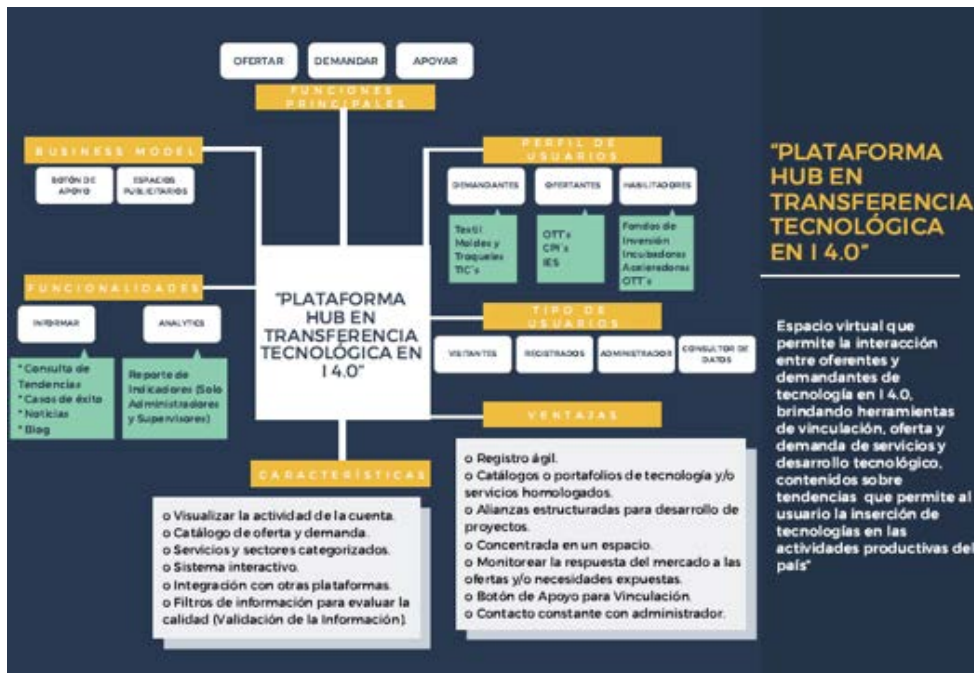 OFERTAR
DEMANDAR
APOYAR
FUNCIONES
PRINCIPALES
BUSINESS MODEL
BOTÓN DE
APOYO
ESPACIOS
PUBLICITARIOS
PERFIL DE
USUARIOS
DEMANDANTES
OFERTANTES
HABILITADORES
Textil
Moldes y
Troqueles
TIC's
OTT's
CPI's
IES
Fondos de
Inversión
Incubadoras
Aceleradoras
OTT's
FUNCIONALIDADES
INFORMAR
ANALYTICS
* Consulta de
Tendencias
* Casos de éxito
* Noticias
* Blog
Reporte de
Indicadores (Solo
Administradores
y Supervisores)
"PLATAFORMA
HUB EN
TRANSFERENCIA
TECNOLÓGICA EN
I 4.0"
TIPO DE
USUARIOS
VISITANTES
REGISTRADOS
ADMINISTRADOR
CONSULTOR DE
DATOS
CARACTERÍSTICAS
o Visualizar la actividad de la cuenta.
o Catálogo de oferta y demanda.
o Servicios y sectores categorizados.
o Sistema interactivo.
o Integración con otras plataformas.
o Filtros de información para evaluar la
calidad (Validación de la Información).
VENTAJAS
o Registro ágil.
o Catálogos o portafolios de tecnología y/o
servicios homologados.
o Alianzas estructuradas para desarrollo de
proyectos.
o Concentrada en un espacio.
o Monitorear la respuesta del mercado a las
ofertas y/o necesidades expuestas.
o Botón de Apoyo para Vinculación.
o Contacto constante con administrador.
"PLATAFORMA
HUB EN
TRANSFERENCIA
TECNOLÓGICA
EN I 4.0"
Espacio virtual que
permite la interacción
entre oferentes y
demandantes de
tecnología en I 4.0,
brindando herramientas
de vinculación, oferta y
demanda de servicios y
desarrollo tecnológico,
contenidos sobre
tendencias que permite al
usuario la inserción de
tecnologías en las
actividades productivas del
país"